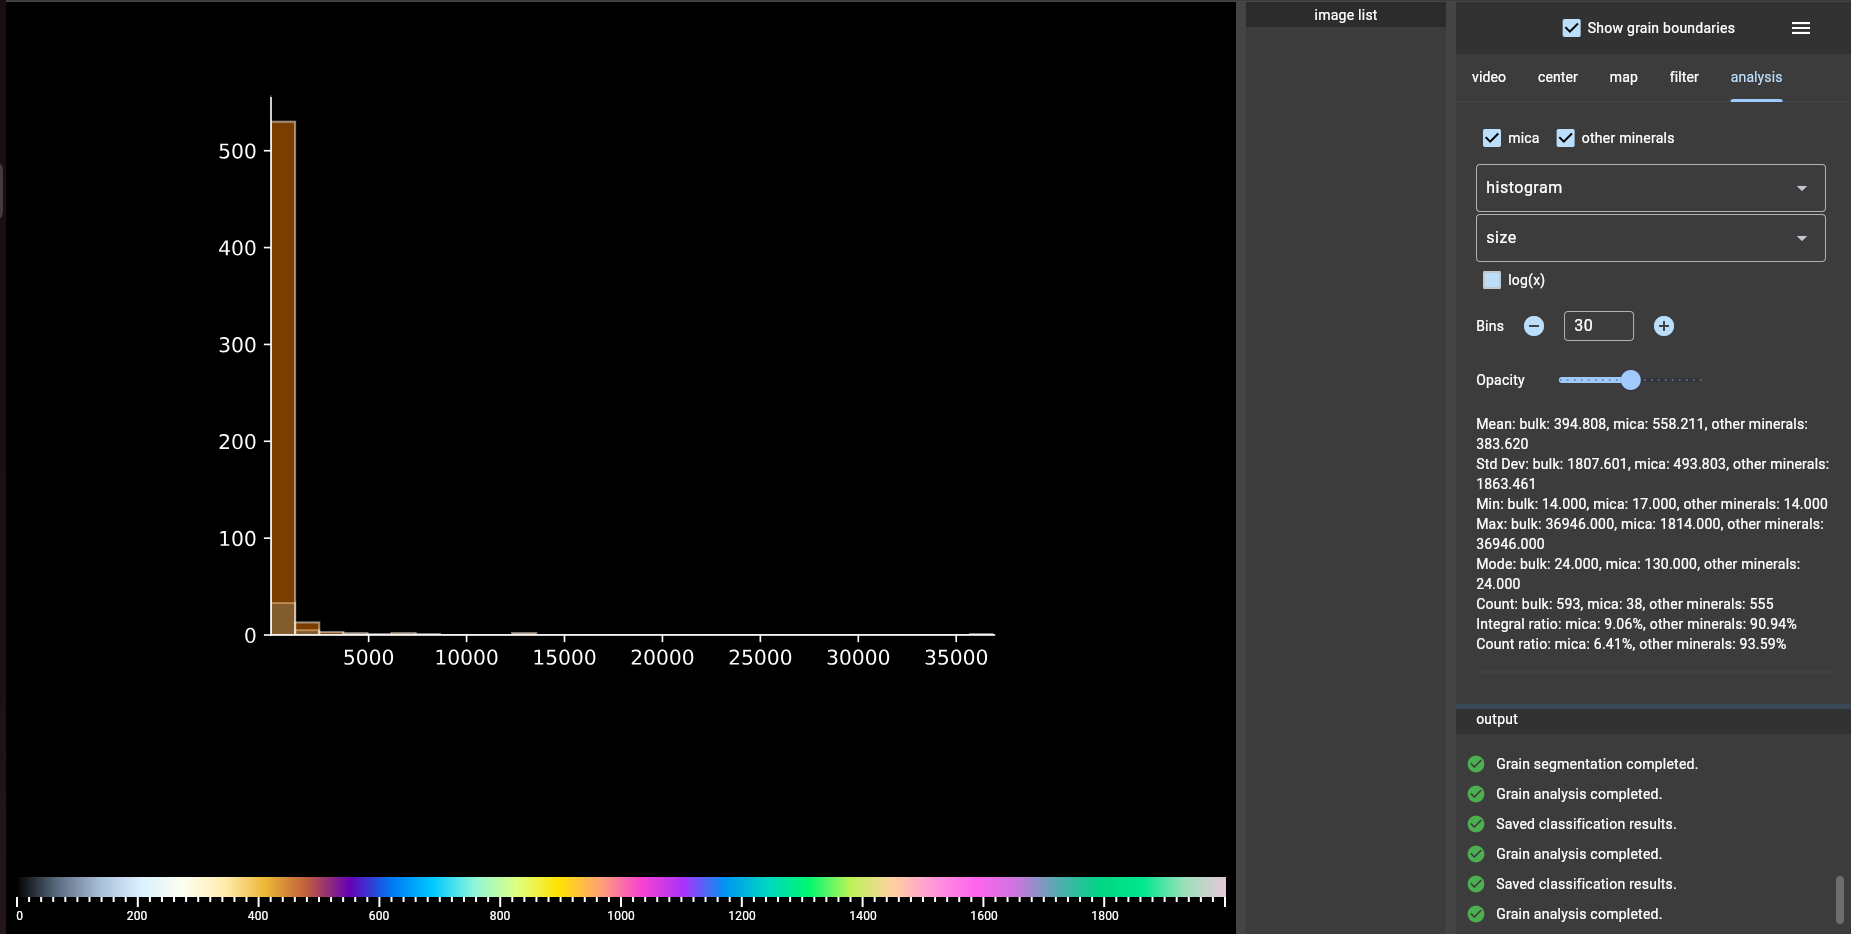 image list
Show grain boundaries
video center map filter analysis
mica other minerals
histogram
size
log(x)
Bins 30
Opacity
Mean: bulk: 394.808, mica: 558.211, other minerals:
383.620
Std Dev: bulk: 1807.601, mica: 493.803, other minerals:
1863.461
Min: bulk: 14.000, mica: 17.000, other minerals: 14.000
Max: bulk: 36946.000, mica: 1814.000, other minerals:
36946.000
Mode: bulk: 24.000, mica: 130.000, other minerals:
24.000
Count: bulk: 593, mica: 38, other minerals: 555
Integral ratio: mica: 9.06%, other minerals: 90.94%
Count ratio: mica: 6.41%, other minerals: 93.59%
output
Grain segmentation completed.
Grain analysis completed.
Saved classification results.
Grain analysis completed.
Saved classification results.
Grain analysis completed.
500
400
300
200
100
0
5000 10000 15000 20000 25000 30000 35000
0 200 400 600 800 1000 1200 1400 1600 1800